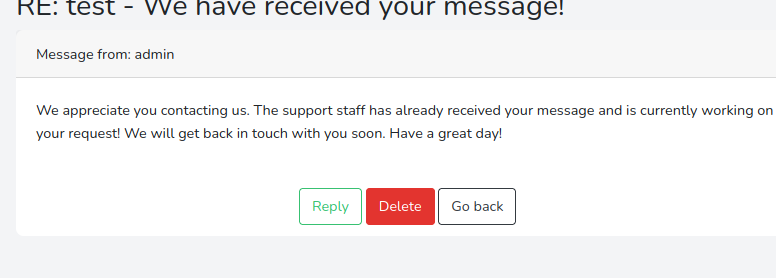 RE: test - We have received your message!
Message from: admin
We appreciate you contacting us. The support staff has already received your message and is currently working on
your request! We will get back in touch with you soon. Have a great day!
Reply Delete Go back